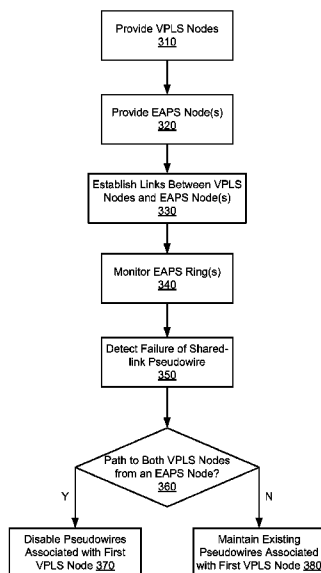 Provide VPLS Nodes
310
Provide EAPS Node(s)
320
Establish Links Between VPLS
Nodes and EAPS Node(s)
330
Monitor EAPS Ring(s)
340
Detect Failure of Shared-
link Pseudowire
350
Path to Both VPLS Nodes
from an EAPS Node?
360
Y
N
Disable Pseudowires
Associated with First
VPLS Node 370
Maintain Existing
Pseudowires Associated
with First VPLS Node 380